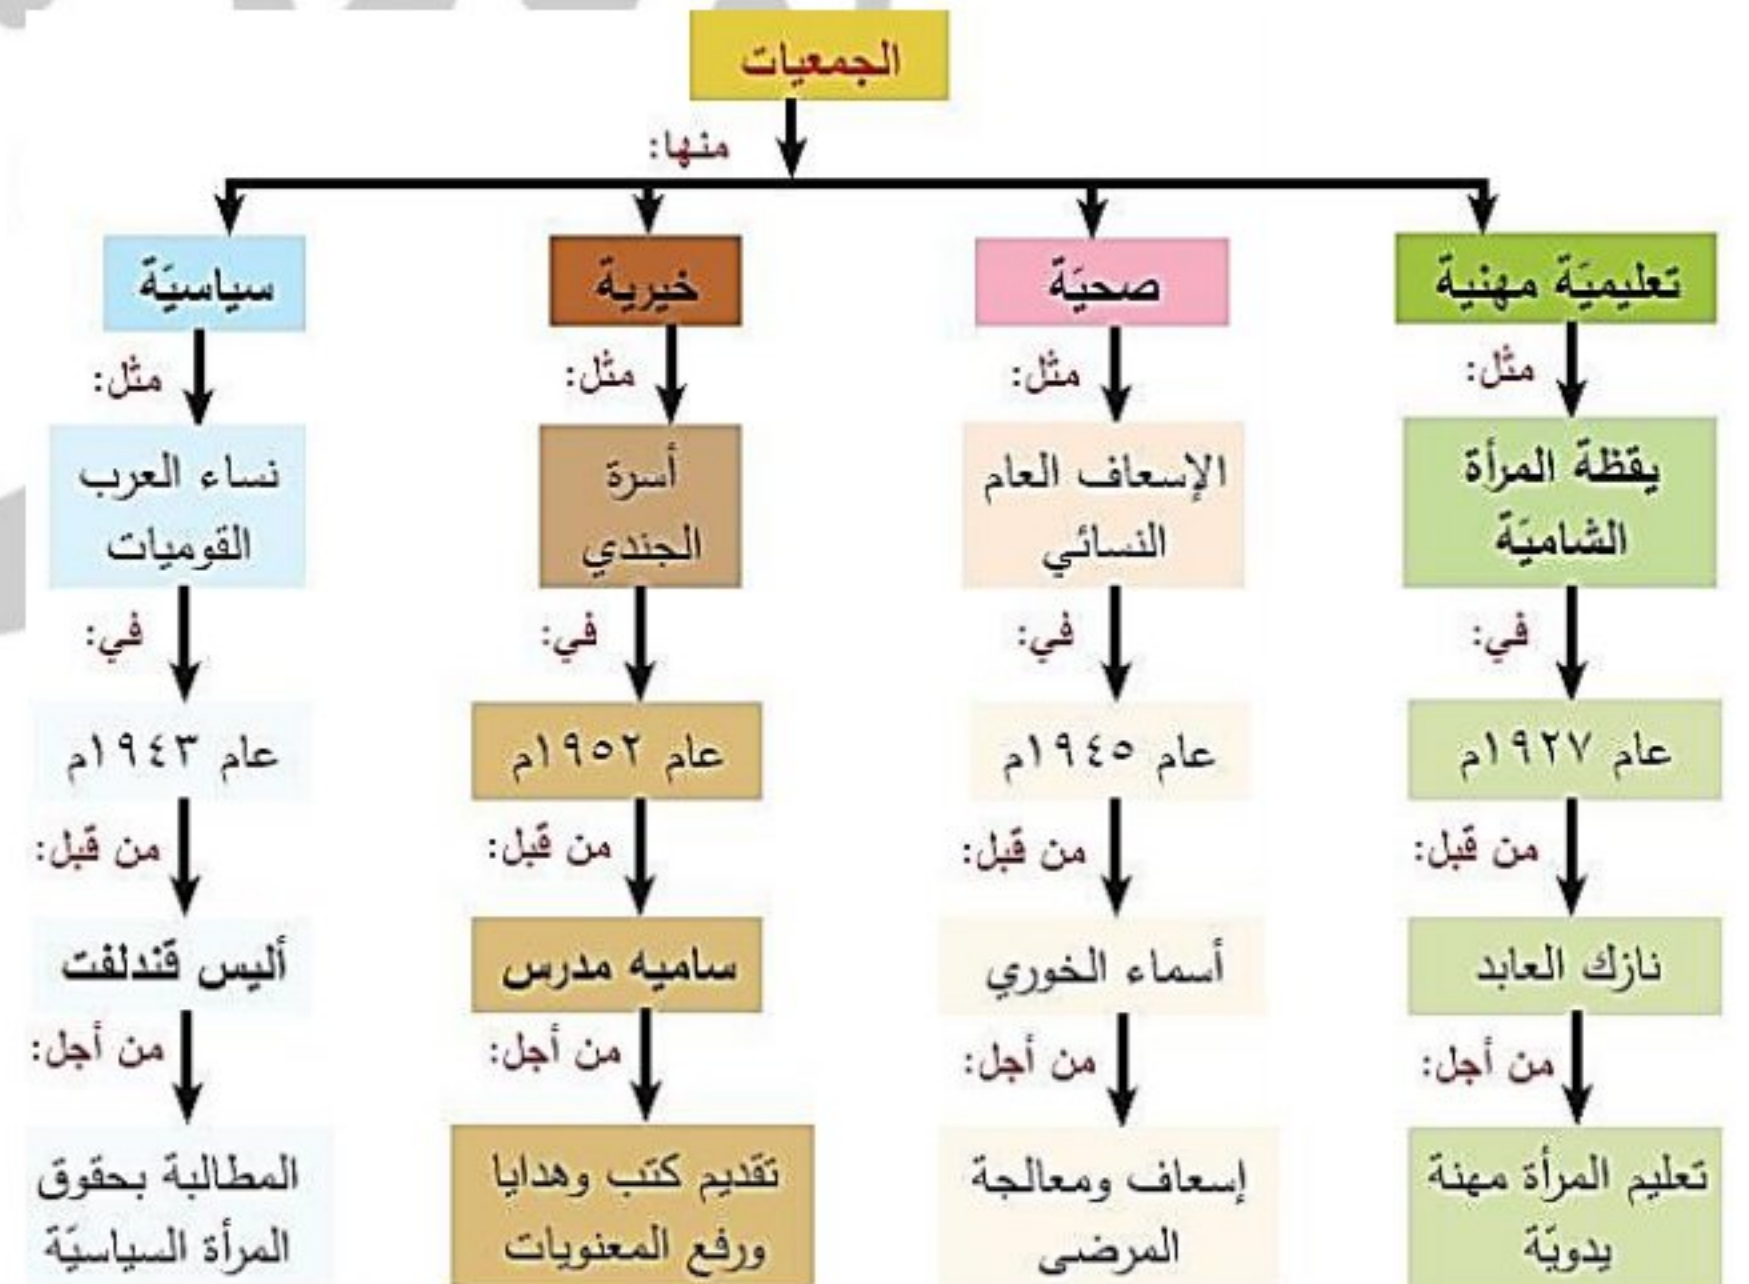 الجمعيات
منها:
تعليميّة مهنية
مثل:
يقظة المرأة
الشاميّة
في:
عام ١٩٢٧م
من قبل:
نازك العابد
من أجل:
تعليم المرأة مهنة
يدويّة
صحيّة
مثل:
الإسعاف العام
النسائي
في:
عام ١٩٤٥م
من قبل:
أسماء الخوري
من أجل:
إسعاف ومعالجة
المرضى
خيرية
مثل:
أسرة
الجندي
في:
عام ١٩٥٢م
من قبل:
ساميه مدرس
من أجل:
تقديم كتب وهدايا
ورفع المعنويات
سياسيّة
مثل:
نساء العرب
القوميات
في:
عام ١٩٤٣م
من قبل:
أليس قندلفت
من أجل:
المطالبة بحقوق
المرأة السياسيّة